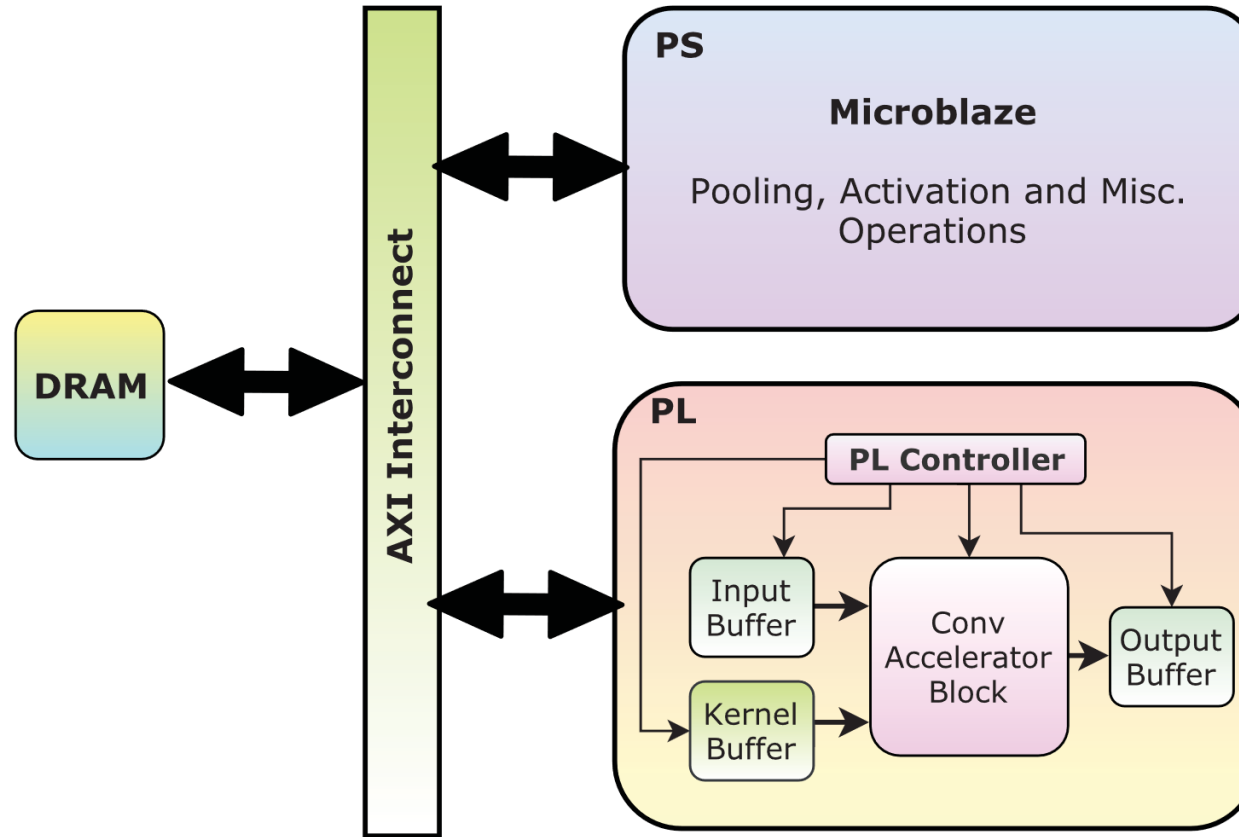 PS
Microblaze
Pooling, Activation and Misc.
Operations
AXI Interconnect
DRAM
PL
PL Controller
Input
Buffer
Conv
Accelerator
Block
Output
Buffer
Kernel
Buffer